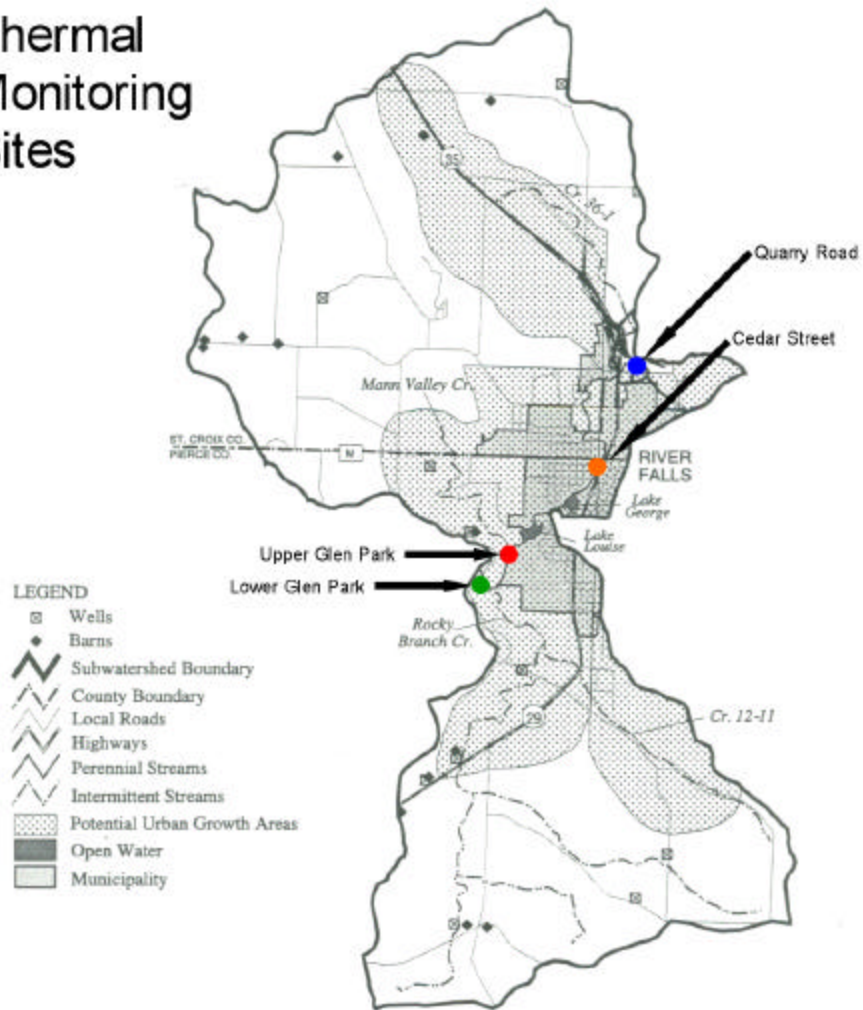 hermal
onitoring
ites
35
Cr. 36-1
Quarry Road
Cedar Street
Mann Valley Cr.
ST. CROIX CO.
PIERCE CO.
M
RIVER
FALLS
Lake
George
Lake
Louise
Upper Glen Park
Lower Glen Park
Rocky
Branch Cr.
29
Cr. 12-11
LEGEND
Wells
Barns
Subwatershed Boundary
County Boundary
Local Roads
Highways
Perennial Streams
Intermittent Streams
Potential Urban Growth Areas
Open Water
Municipality